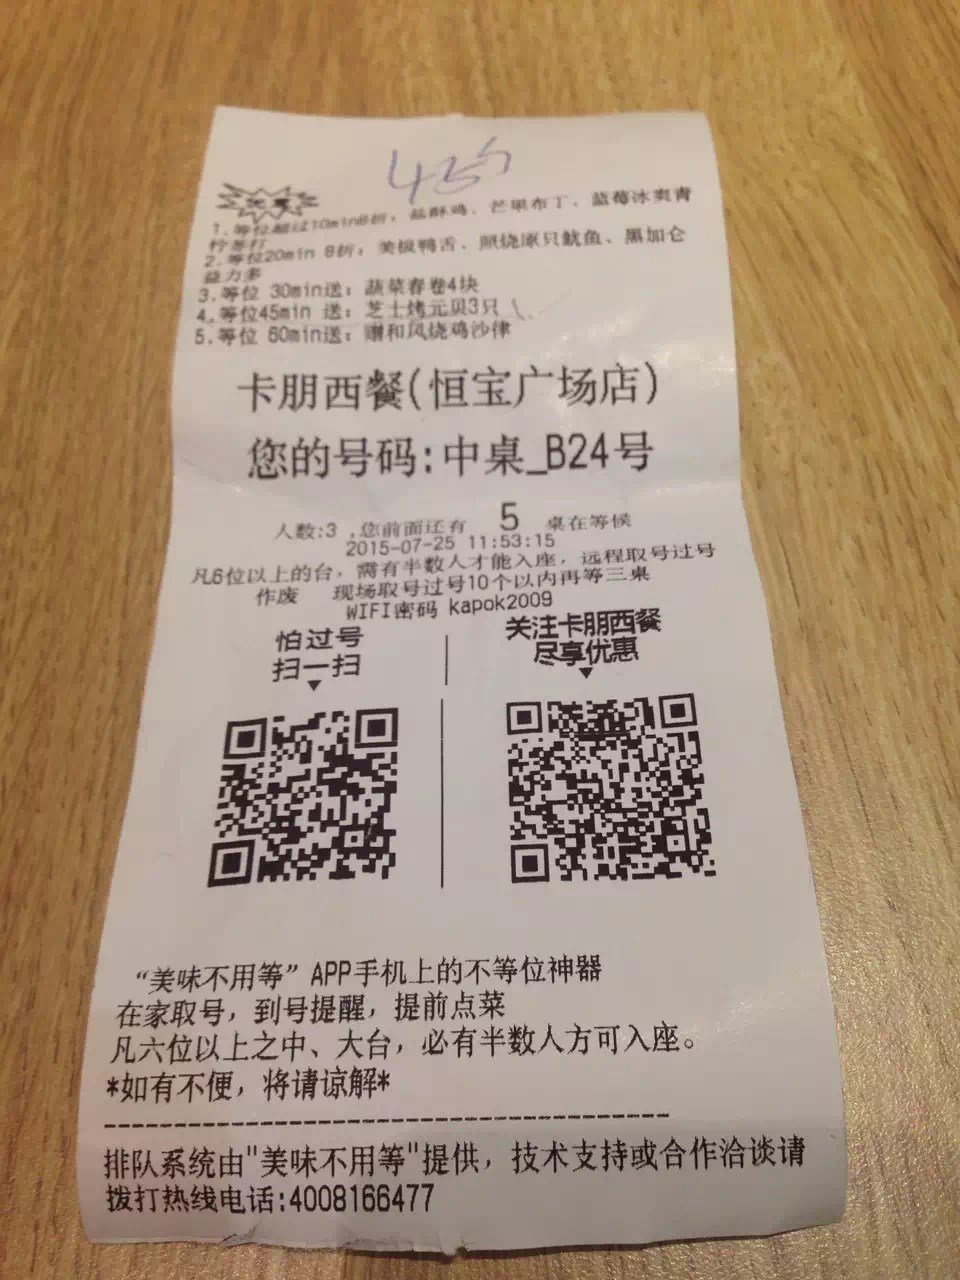 1.等位超过10min8折：盐酥鸡、芒果布丁、蓝莓冰爽青
柠苏打
2.等位20min 8折：美极鸭舌、照烧原只鱿鱼、黑加仑
益力多
3.等位 30min送：蔬菜春卷4块
4.等位45min 送：芝士烤元贝3只
5.等位 60min送：赠和风烧鸡沙律
卡朋西餐(恒宝广场店)
您的号码:中桌_B24号
人数:3 ,您前面还有 5 桌在等候
2015-07-25 11:53:15
凡6位以上的台，需有半数人才能入座，远程取号过号
作废 现场取号过号10个以内再等三桌
WIFI密码 kapok2009
怕过号
扫一扫
关注卡朋西餐
尽享优惠
“美味不用等”APP手机上的不等位神器
在家取号，到号提醒，提前点菜
凡六位以上之中、大台，必有半数人方可入座。
*如有不便，将请谅解*
排队系统由"美味不用等"提供，技术支持或合作洽谈请
拨打热线电话:4008166477